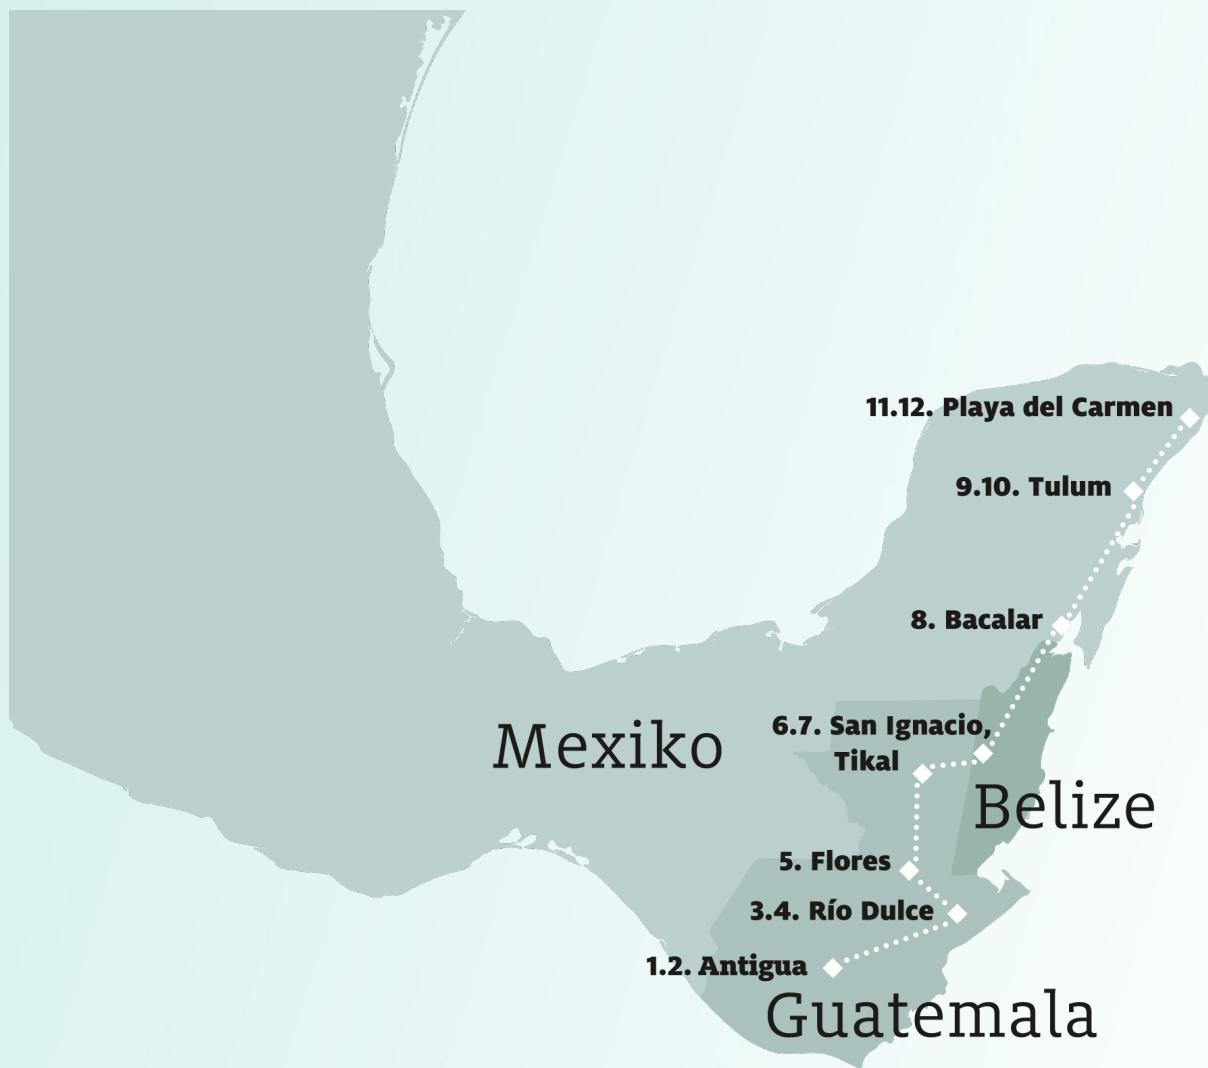 11.12. Playa del Carmen
9.10. Tulum
8. Bacalar
6.7. San Ignacio,
Tikal
Mexiko
Belize
5. Flores
3.4. Río Dulce
1.2. Antigua
Guatemala